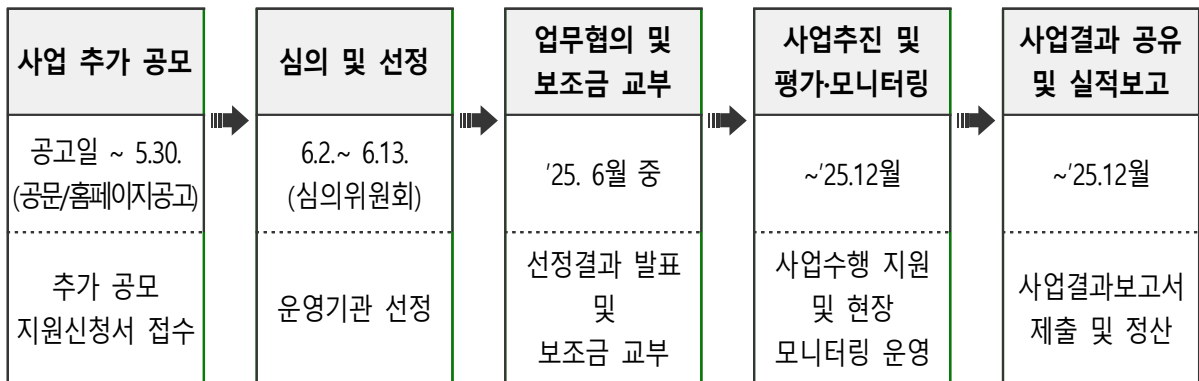 사업 추가 공모
공고일 ~ 5.30.
(공문/홈페이지공고)
추가 공모
지원신청서 접수
심의 및 선정
6.2.~ 6.13.
(심의위원회)
운영기관 선정
업무협의 및
보조금 교부
'25. 6월 중
선정결과 발표
및
보조금 교부
사업추진 및
평가·모니터링
~'25.12월
사업수행 지원
및 현장
모니터링 운영
사업결과 공유
및 실적보고
~'25.12월
사업결과보고서
제출 및 정산